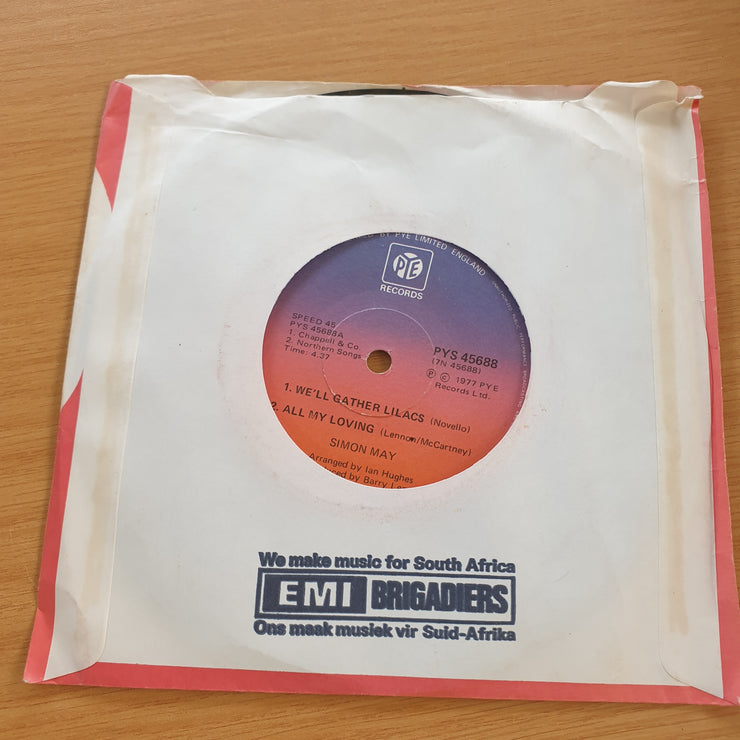 BY PYE LIMITED ENGLAND
PYE
RECORDS
SPEED 45
PYS 45688A
1. Chappell & Co.
2. Northern Songs
Time: 4.37
PYS 45688
(7N 45688)
Ⓟ © 1977 PYE
Records Ltd.
1. WE'LL GATHER LILACS (Novello)
2. ALL MY LOVING (Lennon/McCartney)
SIMON MAY
Arranged by Ian Hughes
by Barry
We make music for South Africa
EMI BRIGADIERS
Ons maak musiek vir Suid-Afrika